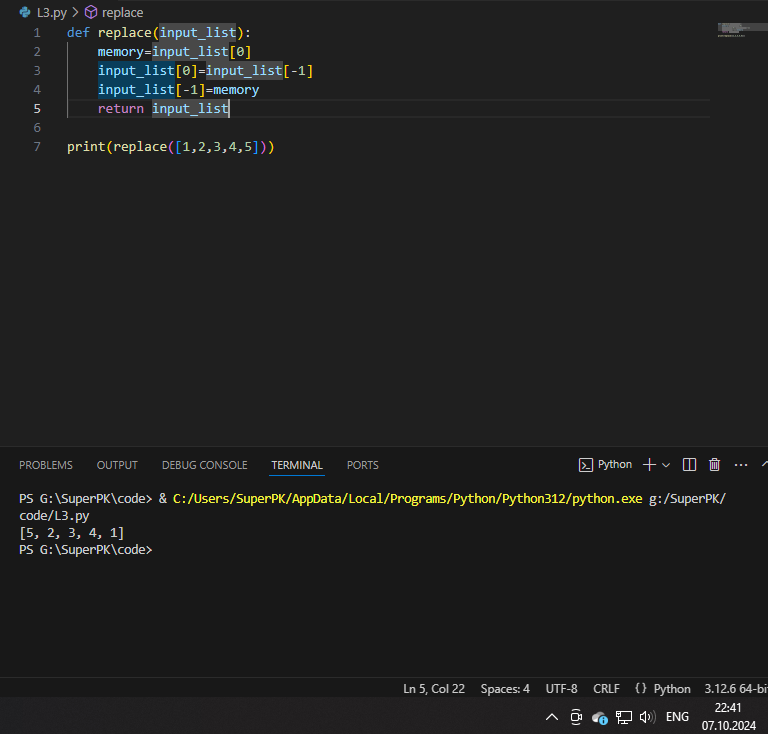 L3.py > replace
1 def replace(input_list):
2     memory=input_list[0]
3     input_list[0]=input_list[-1]
4     input_list[-1]=memory
5     return input_list
6
7 print(replace([1,2,3,4,5]))
PROBLEMS OUTPUT DEBUG CONSOLE TERMINAL PORTS Python
PS G:\SuperPK\code> & C:/Users/SuperPK/AppData/Local/Programs/Python/Python312/python.exe g:/SuperPK/
code/L3.py
[5, 2, 3, 4, 1]
PS G:\SuperPK\code>
Ln 5, Col 22 Spaces: 4 UTF-8 CRLF {} Python 3.12.6 64-bi
ENG 22:41
07.10.2024